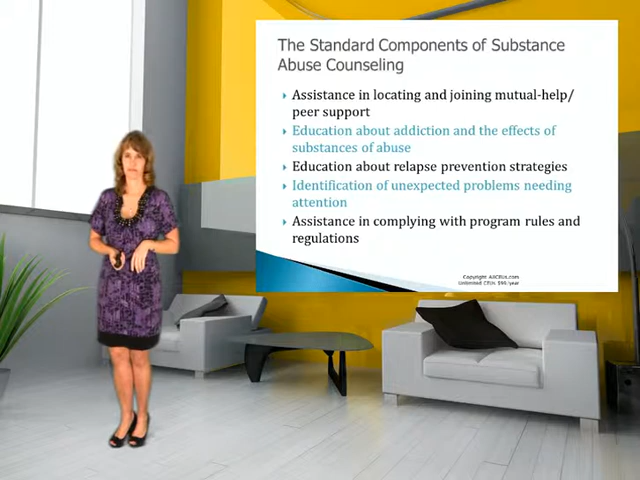 The Standard Components of Substance
Abuse Counseling
Assistance in locating and joining mutual-help/
peer support
Education about addiction and the effects of
substances of abuse
Education about relapse prevention strategies
Identification of unexpected problems needing
attention
Assistance in complying with program rules and
regulations
Copyright AllCEUs.com
Unlimited CEUs $99/year